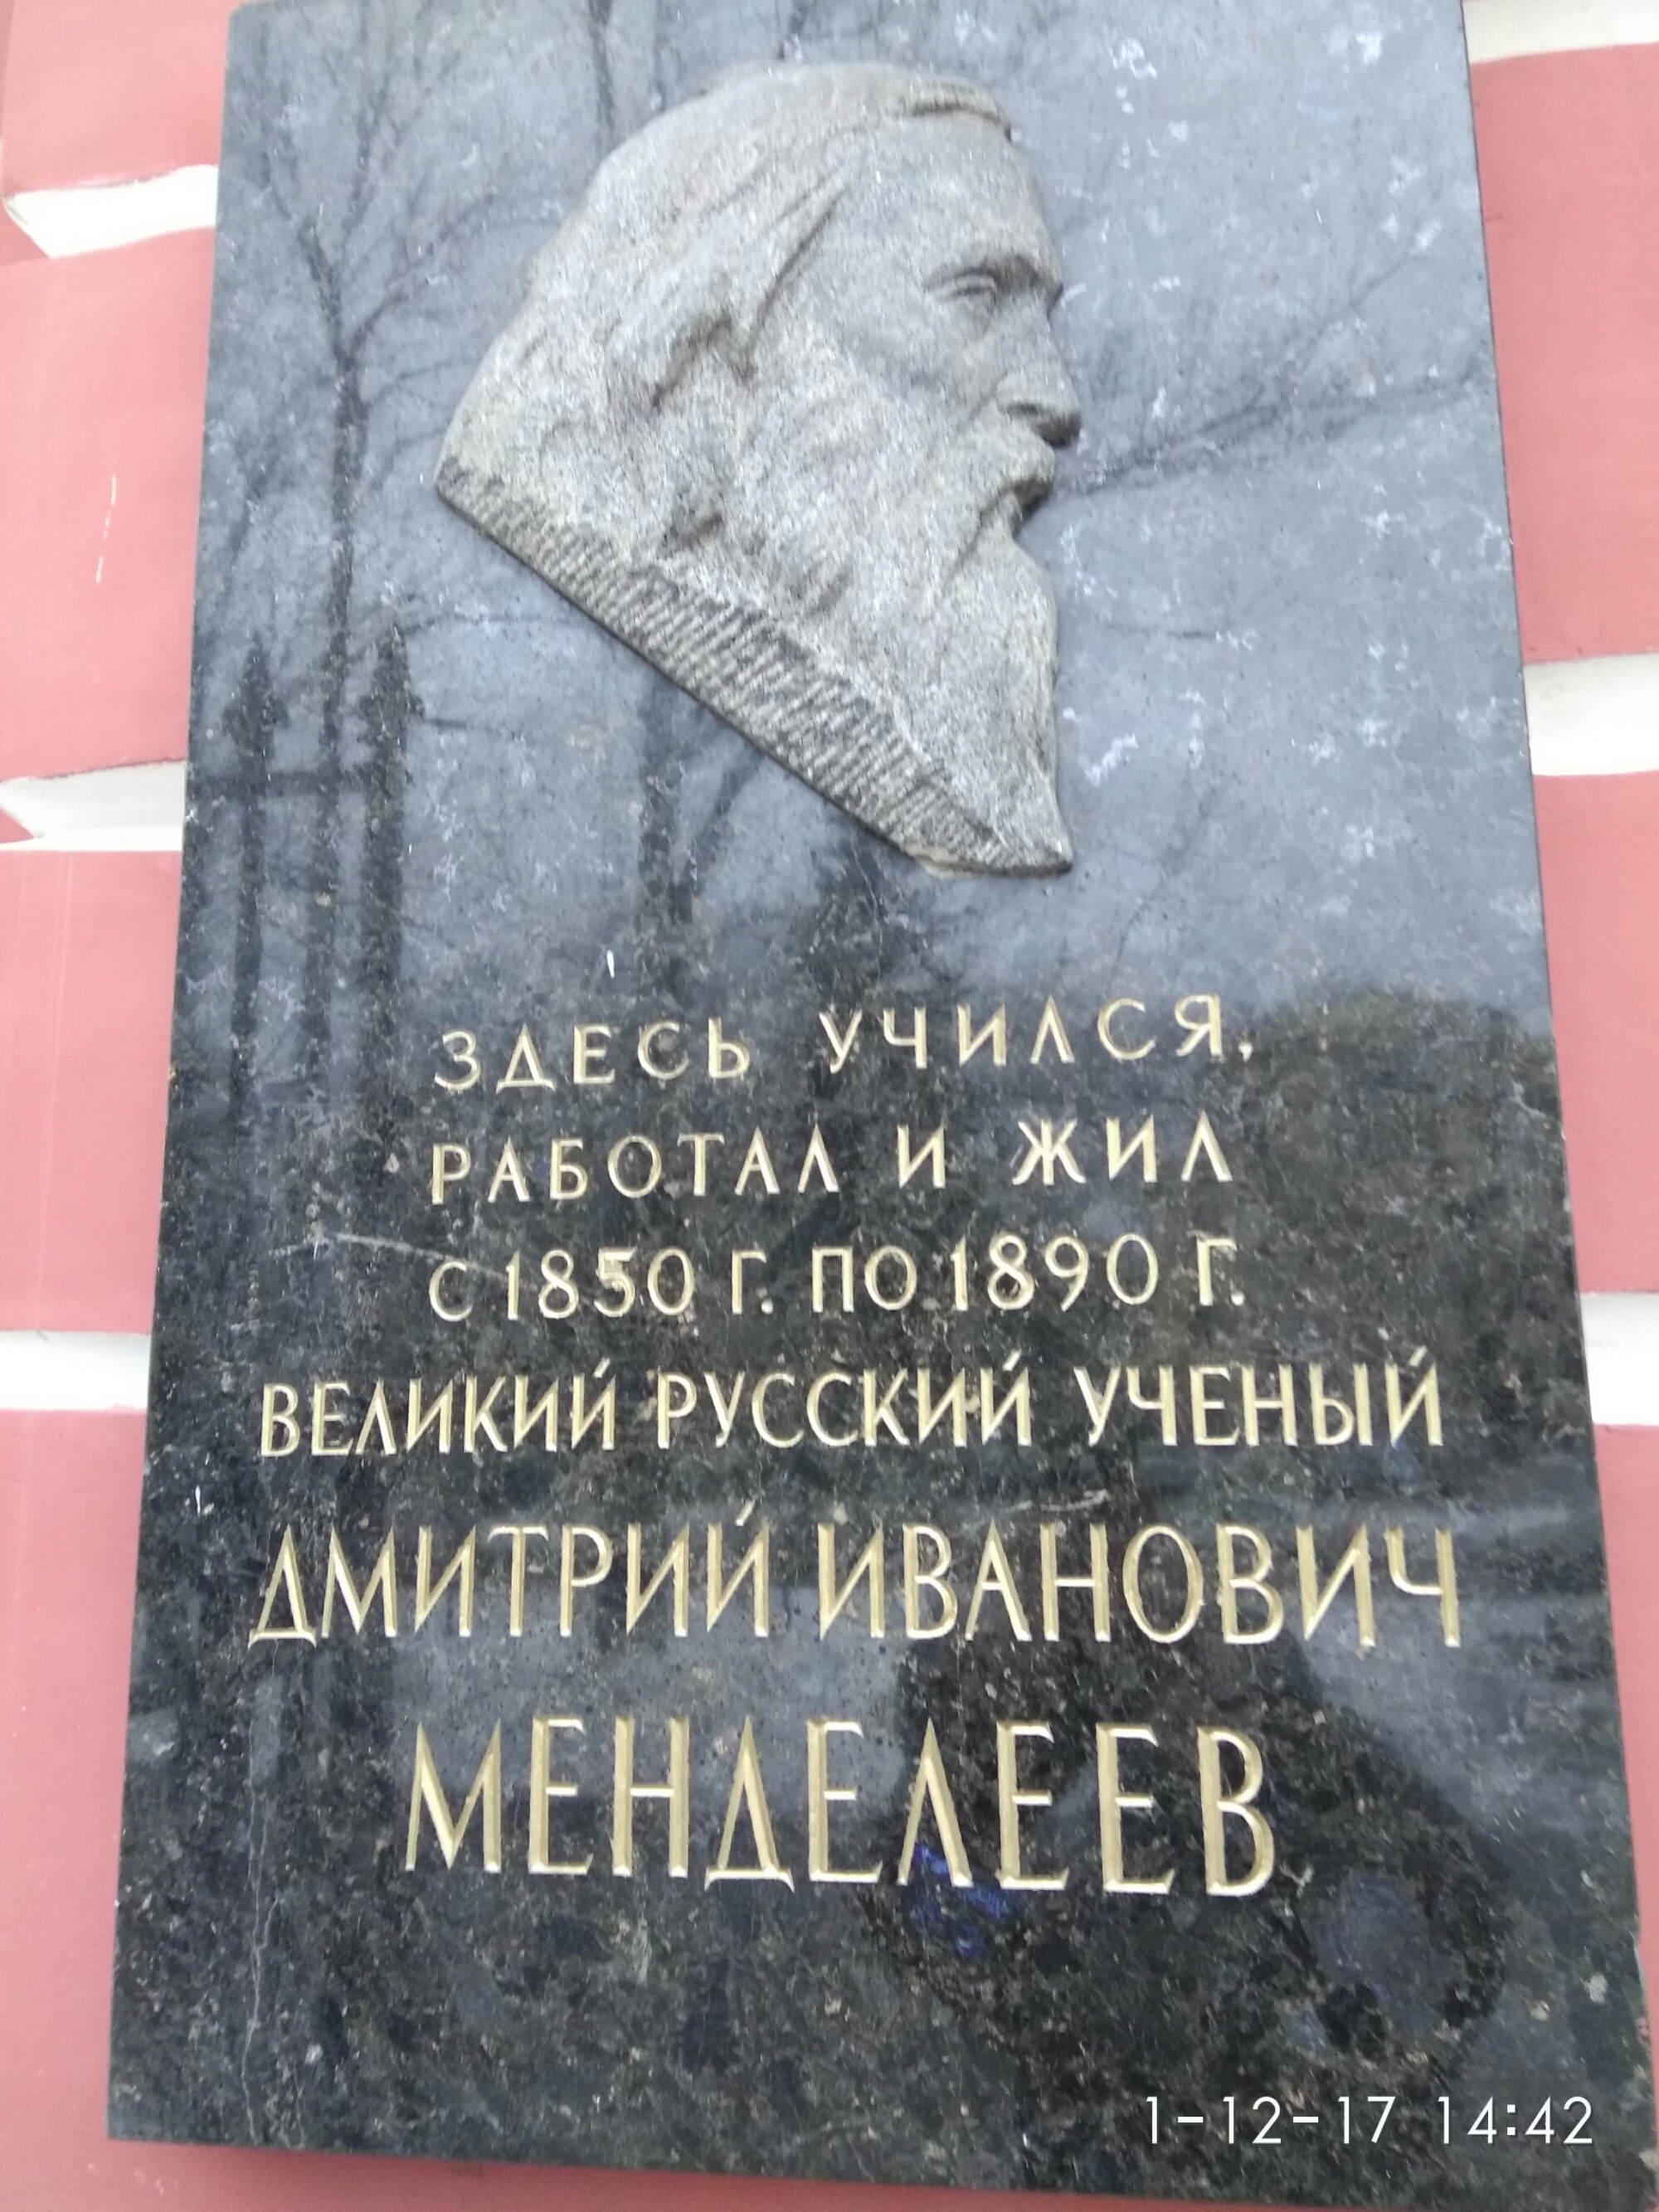 ЗДЕСЬ УЧИЛСЯ,
РАБОТАЛ И ЖИЛ
С 1850 Г. ПО 1890 Г.
ВЕЛИКИЙ РУССКИЙ УЧЕНЫЙ
ДМИТРИЙ ИВАНОВИЧ
МЕНДЕЛЕЕВ
1-12-17 14:42